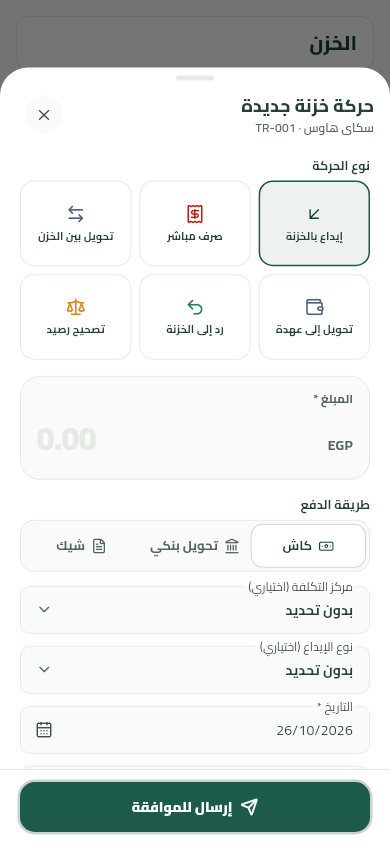 الخزن
حركة خزنة جديدة
سكاى هاوس · TR-001
نوع الحركة
إيداع بالخزنة
صرف مباشر
تحويل بين الخزن
تحويل إلى عهدة
رد إلى الخزنة
تصحيح رصيد
المبلغ *
EGP
0.00
طريقة الدفع
كاش
تحويل بنكي
شيك
مركز التكلفة (اختياري)
بدون تحديد
نوع الإيداع (اختياري)
بدون تحديد
التاريخ *
26/10/2026
إرسال للموافقة